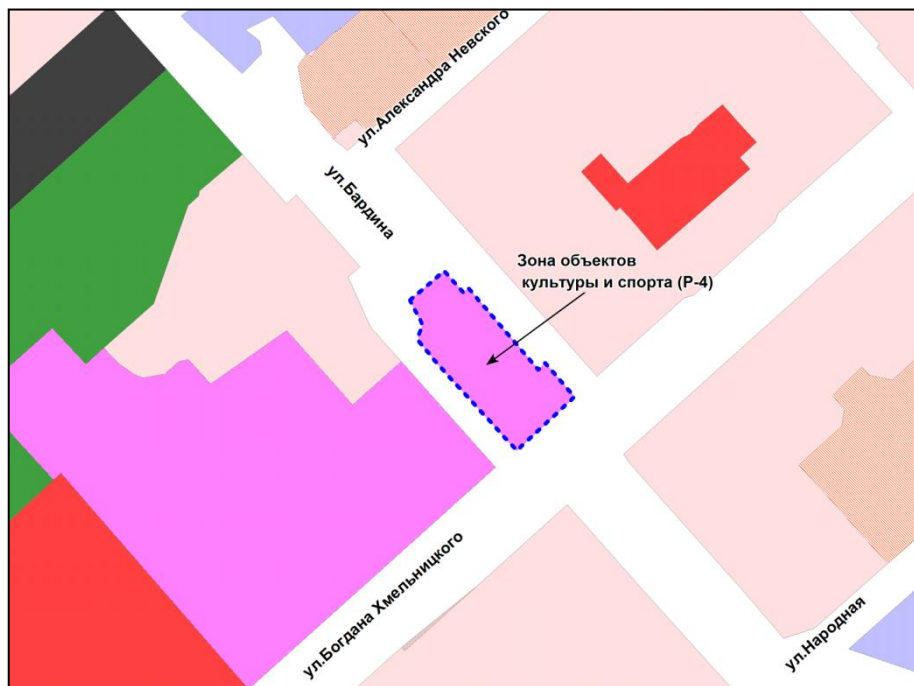 ул.Александра Невского
ул.Бардина
Зона объектов
культуры и спорта (Р-4)
ул.Богдана Хмельницкого
ул.Народная